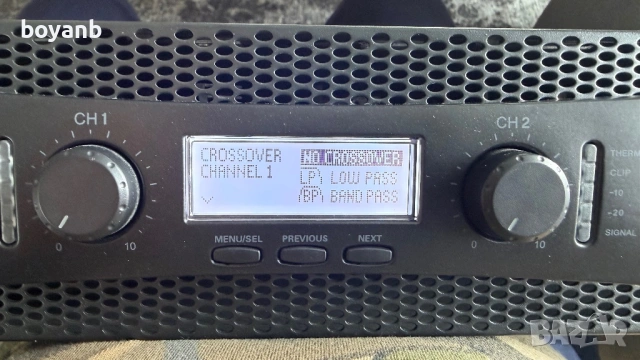 boyanb
CH 1
CH 2
CROSSOVER
CHANNEL 1
NO CROSSOVER
LP LOW PASS
BP BAND PASS
THERM
CLIP
-10
-20
SIGNAL
0 10
0 10
MENU/SEL PREVIOUS NEXT
BAZAR